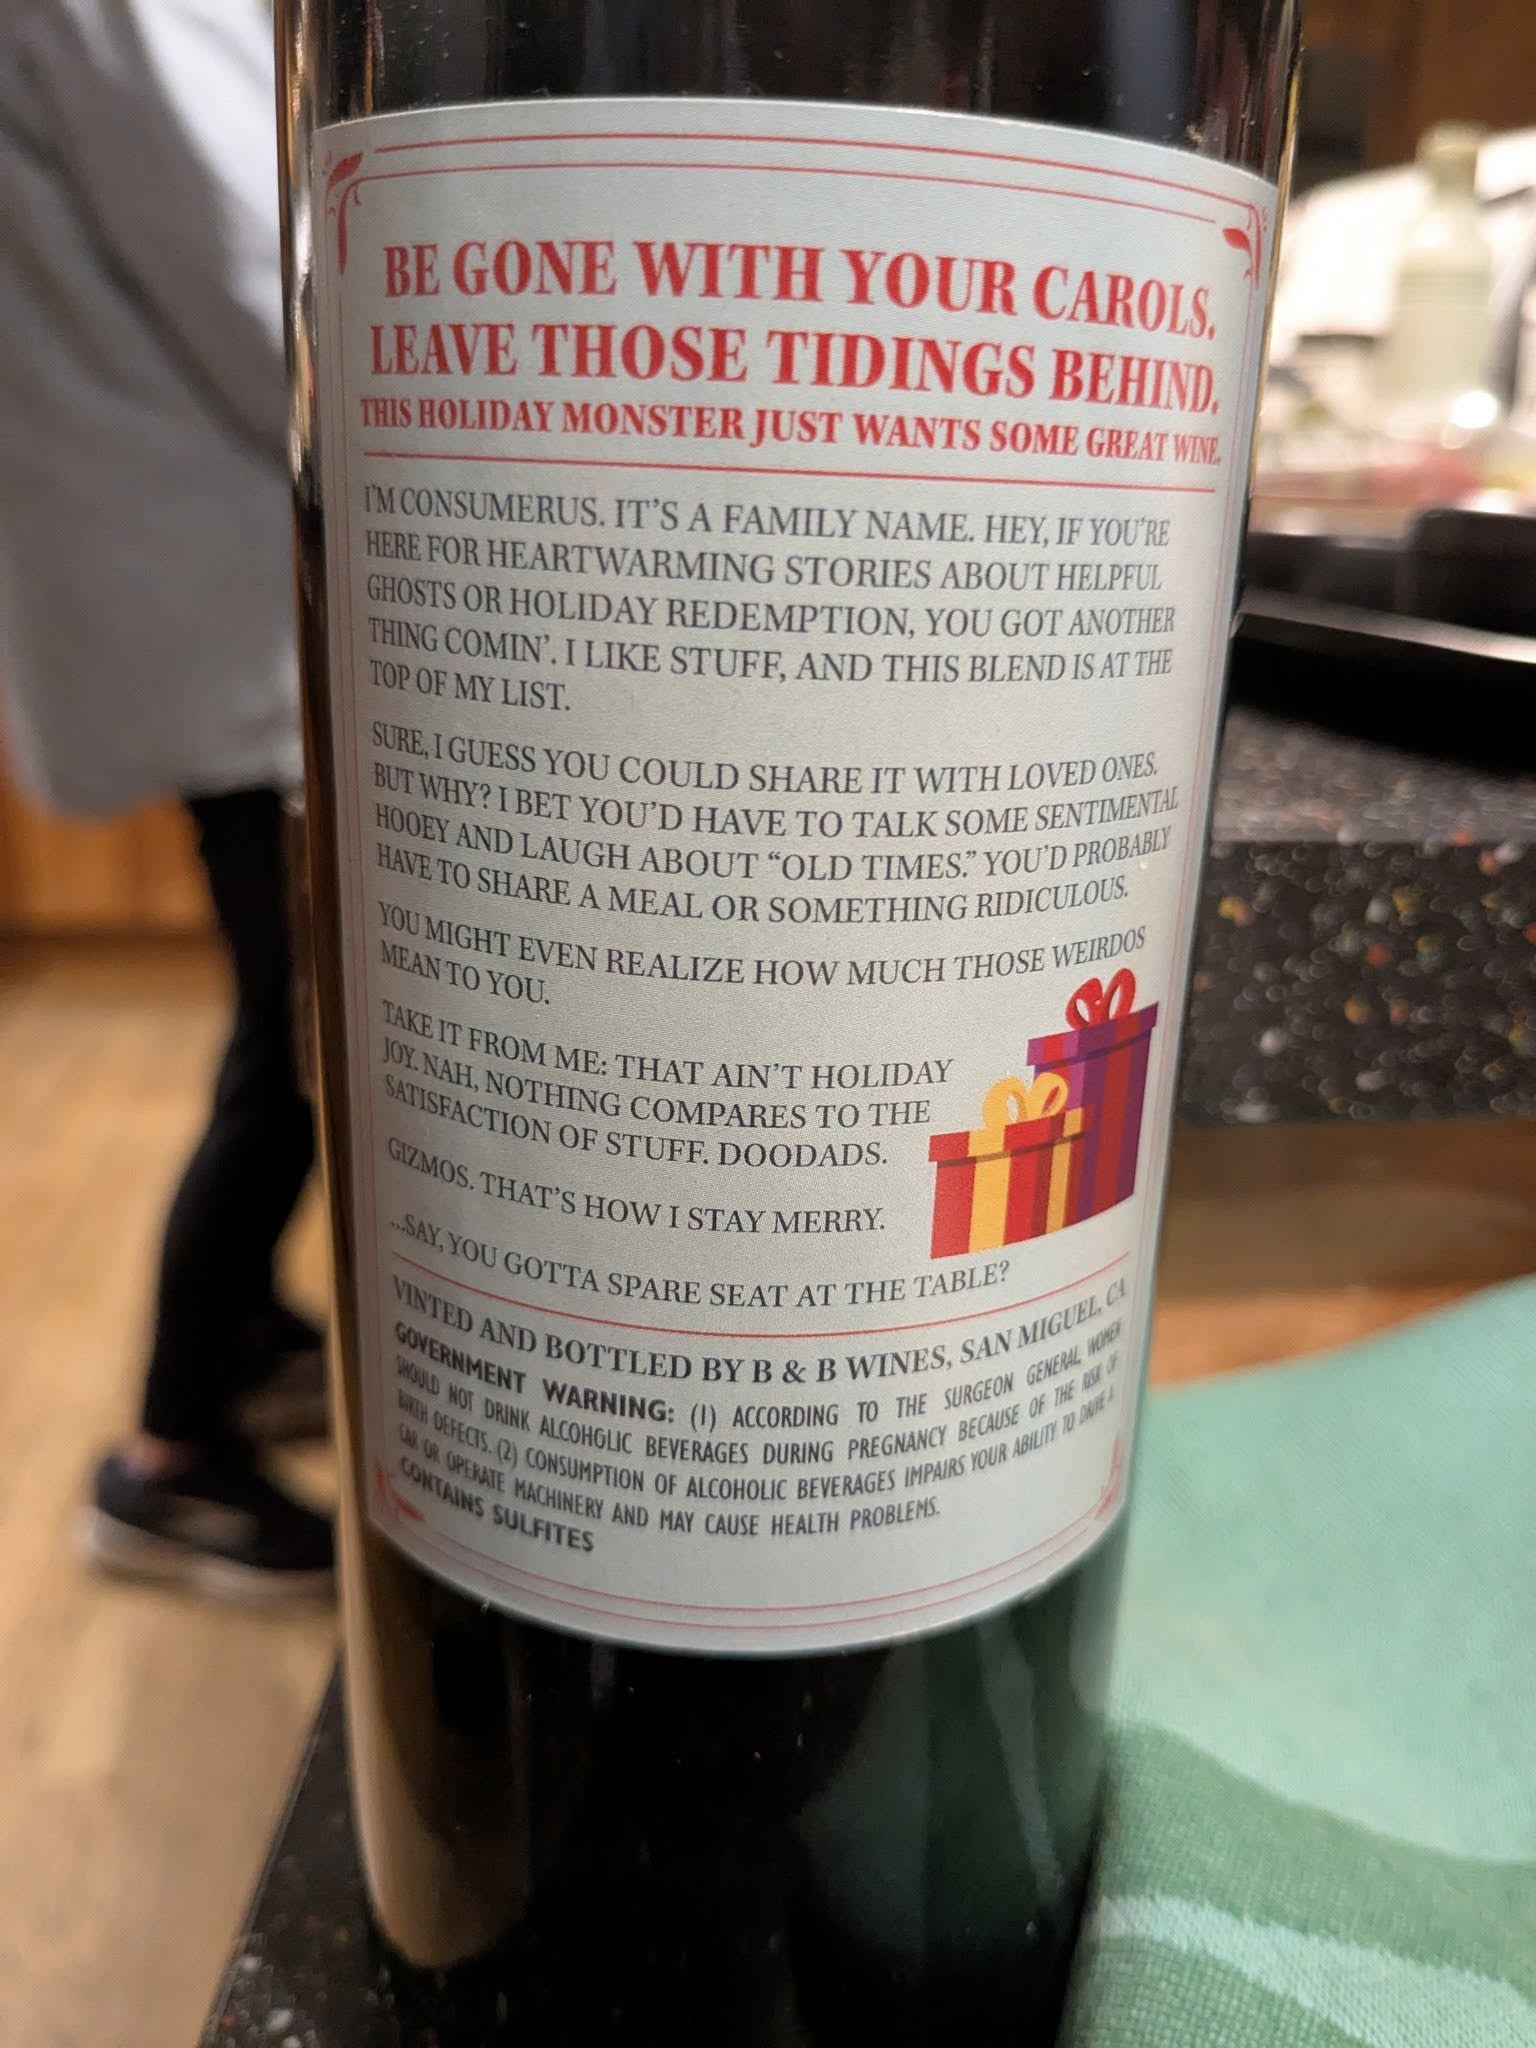 BE GONE WITH YOUR CAROLS.
LEAVE THOSE TIDINGS BEHIND.
THIS HOLIDAY MONSTER JUST WANTS SOME GREAT WINE.
I'M CONSUMERUS. IT'S A FAMILY NAME. HEY, IF YOU'RE
HERE FOR HEARTWARMING STORIES ABOUT HELPFUL
GHOSTS OR HOLIDAY REDEMPTION, YOU GOT ANOTHER
THING COMIN'. I LIKE STUFF, AND THIS BLEND IS AT THE
TOP OF MY LIST.
SURE, I GUESS YOU COULD SHARE IT WITH LOVED ONES.
BUT WHY? I BET YOU'D HAVE TO TALK SOME SENTIMENTAL
HOOEY AND LAUGH ABOUT “OLD TIMES.” YOU'D PROBABLY
HAVE TO SHARE A MEAL OR SOMETHING RIDICULOUS.
YOU MIGHT EVEN REALIZE HOW MUCH THOSE WEIRDOS
MEAN TO YOU.
TAKE IT FROM ME: THAT AIN'T HOLIDAY
JOY. NAH, NOTHING COMPARES TO THE
SATISFACTION OF STUFF. DOODADS.
GIZMOS. THAT'S HOW I STAY MERRY.
...SAY, YOU GOTTA SPARE SEAT AT THE TABLE?
VINTED AND BOTTLED BY B & B WINES, SAN MIGUEL, CA
GOVERNMENT WARNING: (1) ACCORDING TO THE SURGEON GENERAL, WOMEN
SHOULD NOT DRINK ALCOHOLIC BEVERAGES DURING PREGNANCY BECAUSE OF THE RISK OF
BIRTH DEFECTS. (2) CONSUMPTION OF ALCOHOLIC BEVERAGES IMPAIRS YOUR ABILITY TO DRIVE A
CAR OR OPERATE MACHINERY AND MAY CAUSE HEALTH PROBLEMS.
CONTAINS SULFITES